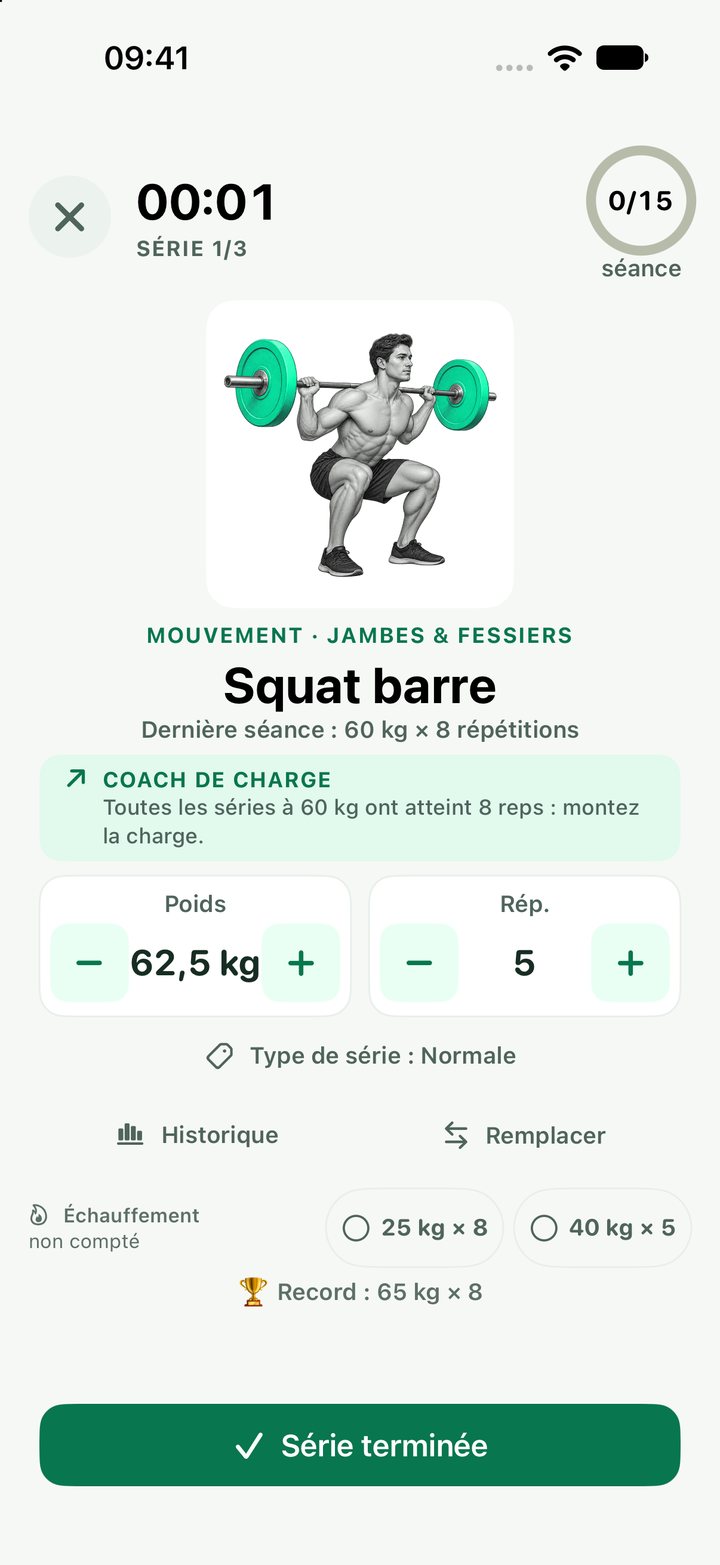 09:41
00:01
SÉRIE 1/3
0/15
séance
MOUVEMENT · JAMBES & FESSIERS
Squat barre
Dernière séance : 60 kg × 8 répétitions
COACH DE CHARGE
Toutes les séries à 60 kg ont atteint 8 reps : montez
la charge.
Poids
Rép.
62,5 kg
5
Type de série : Normale
Historique
Remplacer
Échauffement
non compté
25 kg × 8
40 kg × 5
Record : 65 kg × 8
Série terminée